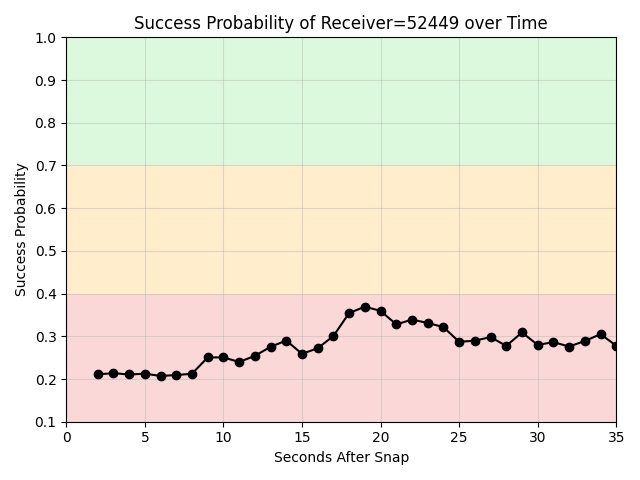 Success Probability of Receiver=52449 over Time
1.0
0.9
0.8
0.7
0.6
0.5
0.4
0.3
0.2
0.1
Success Probability
0 5 10 15 20 25 30 35
Seconds After Snap